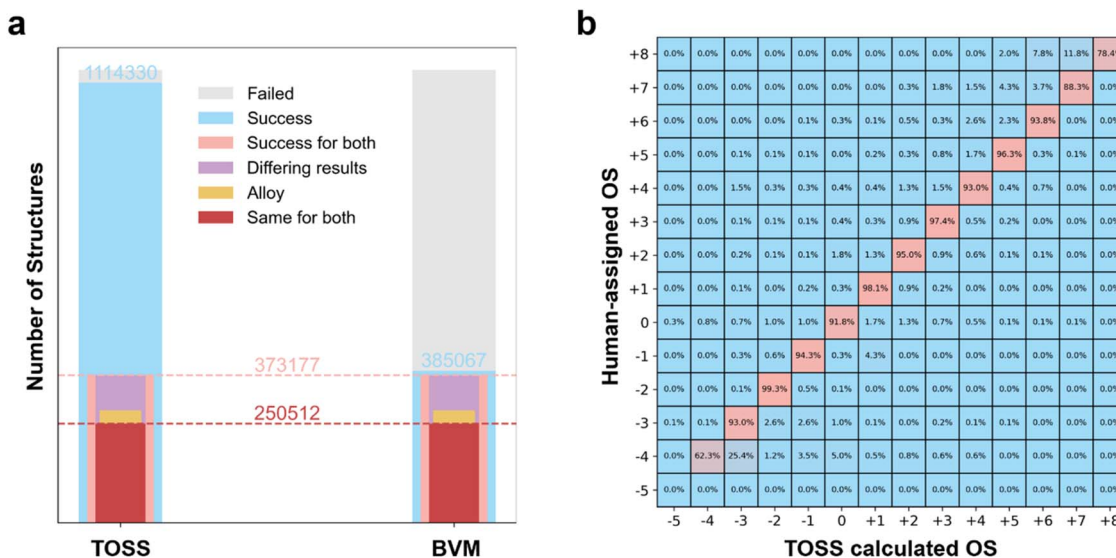 a
Number of Structures
1114330
Failed
Success
Success for both
Differing results
Alloy
Same for both
385067
373177
250512
TOSS
BVM
b
Human-assigned OS
+8 0.0% 0.0% 0.0% 0.0% 0.0% 0.0% 0.0% 0.0% 0.0% 0.0% 2.0% 7.8% 11.8% 78.4%
+7 0.0% 0.0% 0.0% 0.0% 0.0% 0.0% 0.0% 0.3% 1.8% 1.5% 4.3% 3.7% 88.3% 0.0%
+6 0.0% 0.0% 0.0% 0.0% 0.1% 0.3% 0.1% 0.5% 0.3% 2.6% 2.3% 93.8% 0.0% 0.0%
+5 0.0% 0.0% 0.1% 0.1% 0.1% 0.0% 0.2% 0.3% 0.8% 1.7% 96.3% 0.3% 0.1% 0.0%
+4 0.0% 0.0% 1.5% 0.3% 0.3% 0.4% 0.4% 1.3% 1.5% 93.0% 0.4% 0.7% 0.0% 0.0%
+3 0.0% 0.0% 0.1% 0.1% 0.1% 0.4% 0.3% 0.9% 97.4% 0.5% 0.2% 0.0% 0.0% 0.0%
+2 0.0% 0.0% 0.2% 0.1% 0.1% 1.8% 1.3% 95.0% 0.9% 0.6% 0.1% 0.1% 0.0% 0.0%
+1 0.0% 0.0% 0.1% 0.0% 0.2% 0.3% 98.1% 0.9% 0.2% 0.0% 0.0% 0.0% 0.0% 0.0%
0 0.3% 0.8% 0.7% 1.0% 1.0% 91.8% 1.7% 1.3% 0.7% 0.5% 0.1% 0.1% 0.1% 0.0%
-1 0.0% 0.0% 0.3% 0.6% 94.3% 0.3% 4.3% 0.0% 0.0% 0.0% 0.0% 0.0% 0.0% 0.0%
-2 0.0% 0.0% 0.1% 99.3% 0.5% 0.1% 0.0% 0.0% 0.0% 0.0% 0.0% 0.0% 0.0% 0.0%
-3 0.1% 0.1% 93.0% 2.6% 2.6% 1.0% 0.1% 0.0% 0.2% 0.1% 0.1% 0.0% 0.0% 0.0%
-4 0.0% 62.3% 25.4% 1.2% 3.5% 5.0% 0.5% 0.8% 0.6% 0.6% 0.0% 0.0% 0.0% 0.0%
-5 0.0% 0.0% 0.0% 0.0% 0.0% 0.0% 0.0% 0.0% 0.0% 0.0% 0.0% 0.0% 0.0% 0.0%
-5 -4 -3 -2 -1 0 +1 +2 +3 +4 +5 +6 +7 +8
TOSS calculated OS